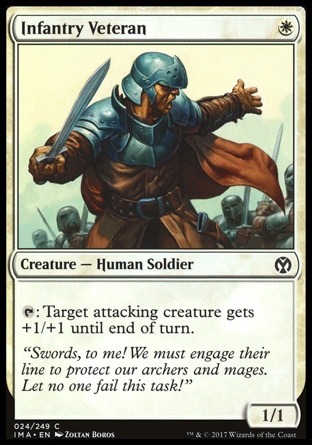 Infantry Veteran
Creature — Human Soldier
: Target attacking creature gets
+1/+1 until end of turn.
“Swords, to me! We must engage their
line to protect our archers and mages.
Let no one fail this task!”
1/1
024/249 C
IMA • EN Zoltan Boros
™ & © 2017 Wizards of the Coast